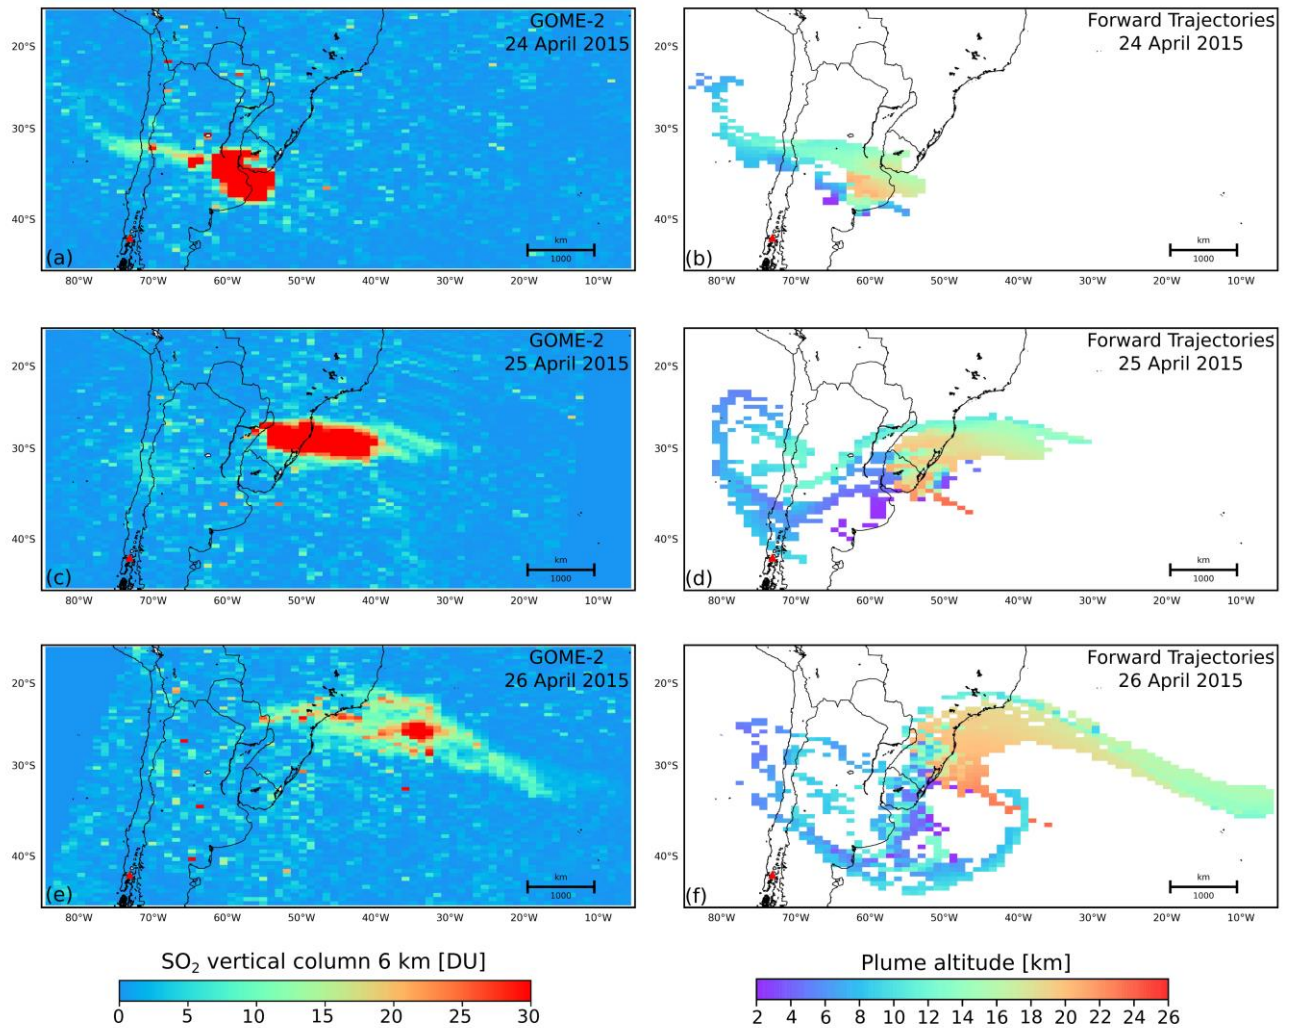 GOME-2
24 April 2015
20°S
30°S
40°S
(a)
km
1000
80°W 70°W 60°W 50°W 40°W 30°W 20°W 10°W
Forward Trajectories
24 April 2015
20°S
30°S
40°S
(b)
km
1000
80°W 70°W 60°W 50°W 40°W 30°W 20°W 10°W
GOME-2
25 April 2015
20°S
30°S
40°S
(c)
km
1000
80°W 70°W 60°W 50°W 40°W 30°W 20°W 10°W
Forward Trajectories
25 April 2015
20°S
30°S
40°S
(d)
km
1000
80°W 70°W 60°W 50°W 40°W 30°W 20°W 10°W
GOME-2
26 April 2015
20°S
30°S
40°S
(e)
km
1000
80°W 70°W 60°W 50°W 40°W 30°W 20°W 10°W
Forward Trajectories
26 April 2015
20°S
30°S
40°S
(f)
km
1000
80°W 70°W 60°W 50°W 40°W 30°W 20°W 10°W
SO₂ vertical column 6 km [DU]
0 5 10 15 20 25 30
Plume altitude [km]
2 4 6 8 10 12 14 16 18 20 22 24 26